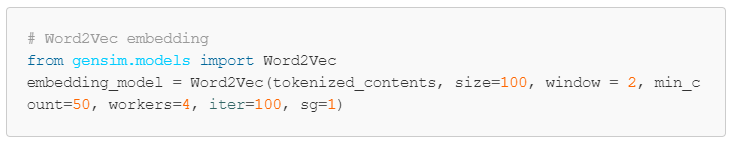 # Word2Vec embedding
from gensim.models import Word2Vec
embedding_model = Word2Vec(tokenized_contents, size=100, window = 2, min_c
ount=50, workers=4, iter=100, sg=1)